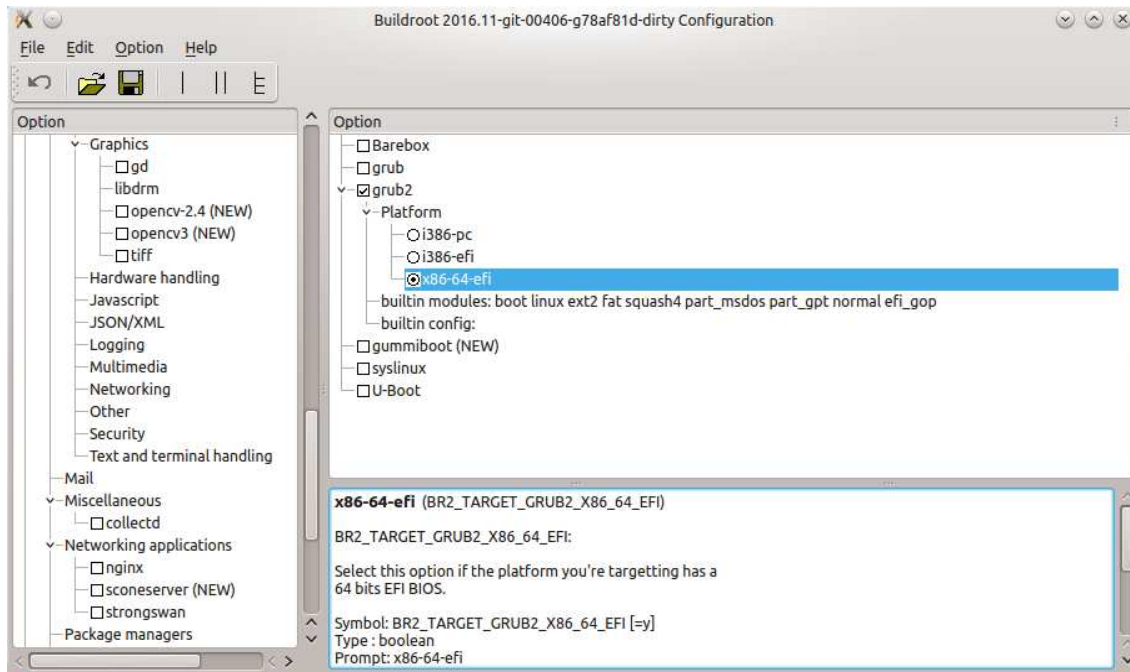 Buildroot 2016.11-git-00406-g78af81d-dirty Configuration
File Edit Option Help
Option
Graphics
gd
libdrm
opencv-2.4 (NEW)
opencv3 (NEW)
tiff
Hardware handling
Javascript
JSON/XML
Logging
Multimedia
Networking
Other
Security
Text and terminal handling
Mail
Miscellaneous
collectd
Networking applications
nginx
sconeserver (NEW)
strongswan
Package managers
Option
Barebox
grub
grub2
Platform
i386-pc
i386-efi
x86-64-efi
builtin modules: boot linux ext2 fat squash4 part_msdos part_gpt normal efi_gop
builtin config:
gummiboot (NEW)
syslinux
U-Boot
x86-64-efi (BR2_TARGET_GRUB2_X86_64_EFI)
BR2_TARGET_GRUB2_X86_64_EFI:
Select this option if the platform you're targetting has a
64 bits EFI BIOS.
Symbol: BR2_TARGET_GRUB2_X86_64_EFI [=y]
Type : boolean
Prompt: x86-64-efi